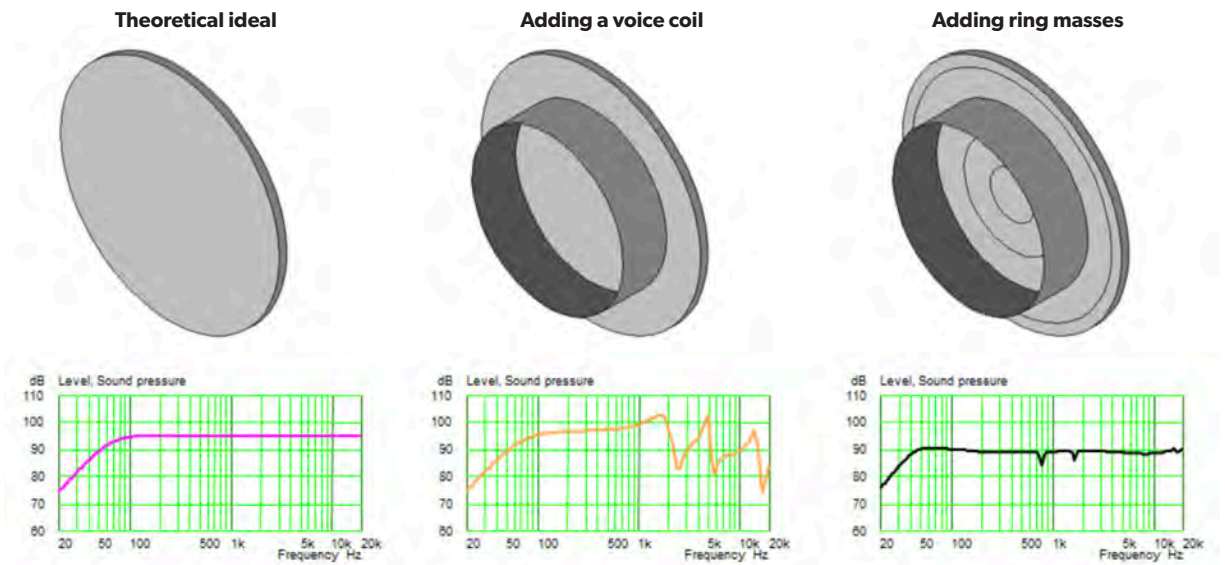 Theoretical ideal
Adding a voice coil
Adding ring masses
dB Level, Sound pressure
110
100
90
80
70
60
20 50 100 500 1k 5k 10k 20k
Frequency Hz
dB Level, Sound pressure
110
100
90
80
70
60
20 50 100 500 1k 5k 10k 20k
Frequency Hz
dB Level, Sound pressure
110
100
90
80
70
60
20 50 100 500 1k 5k 10k 20k
Frequency Hz